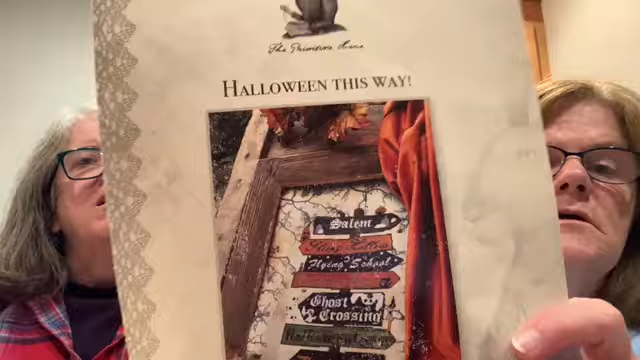 The Primitive Hare
HALLOWEEN THIS WAY!
Salem
Flying School
Ghost
Crossing